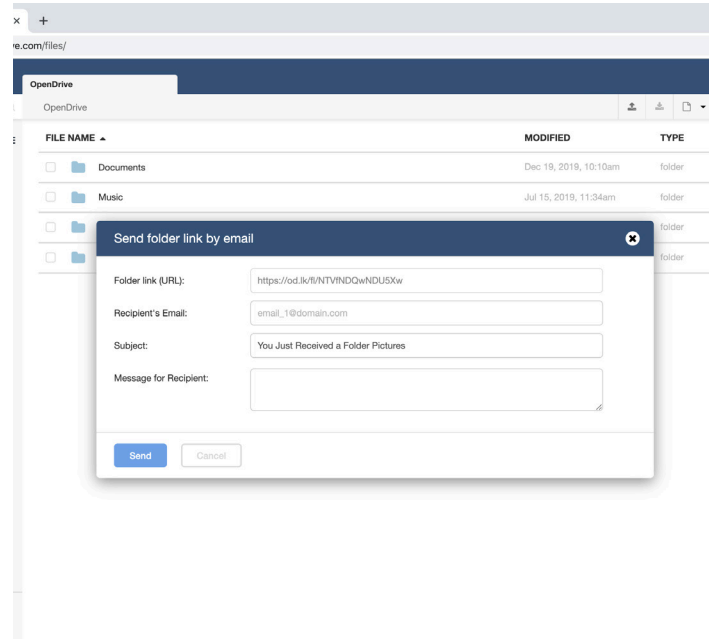 × +
ve.com/files/
OpenDrive
OpenDrive
FILE NAME MODIFIED TYPE
Documents Dec 19, 2019, 10:10am folder
Music Jul 15, 2019, 11:34am folder
folder
folder
Send folder link by email
Folder link (URL): https://od.lk/fl/NTVfNDQwNDU5Xw
Recipient's Email: email_1@domain.com
Subject: You Just Received a Folder Pictures
Message for Recipient:
Send Cancel